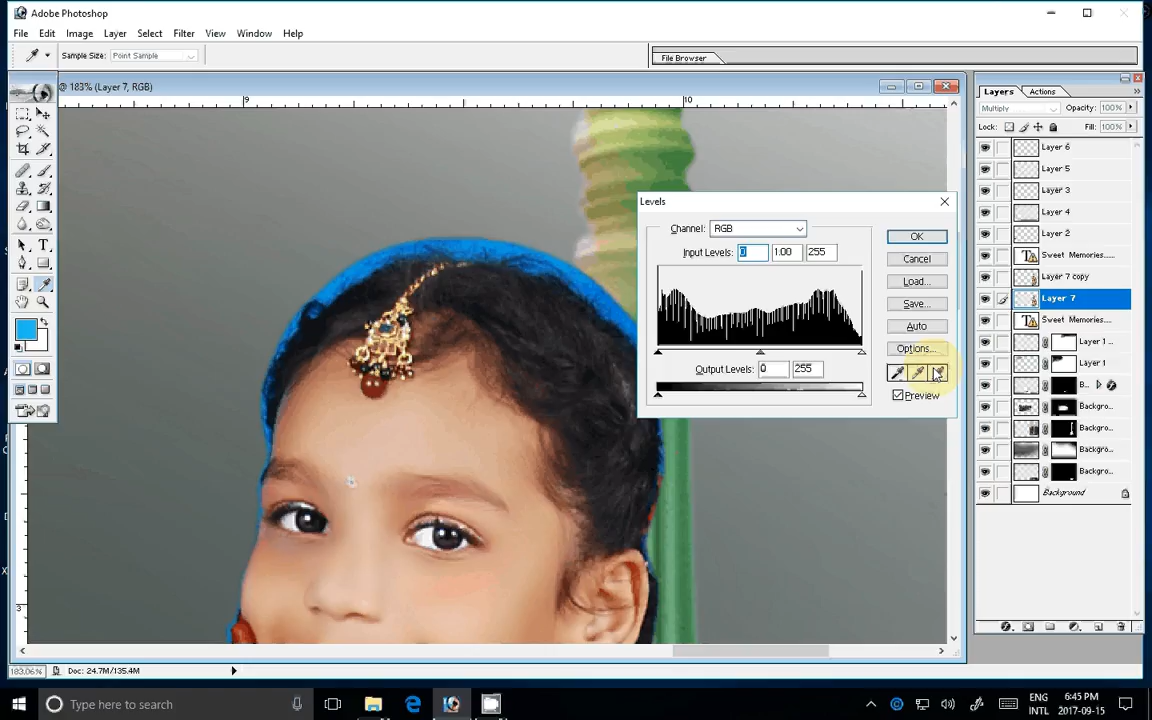 Adobe Photoshop
File Edit Image Layer Select Filter View Window Help
Sample Size: Point Sample
File Browser
@ 183% (Layer 7, RGB)
9 10
3
Levels
Channel: RGB
Input Levels: 0 1.00 255
Output Levels: 0 255
OK
Cancel
Load...
Save...
Auto
Options...
Preview
Layers Actions
Multiply Opacity: 100%
Lock: Fill: 100%
Layer 6
Layer 5
Layer 3
Layer 4
Layer 2
T Sweet Memories.....
Layer 7 copy
Layer 7
T Sweet Memories....
Layer 1 ...
Layer 1
B...
Backgro...
Backgro...
Backgro...
Backgro...
Background
183.06% Doc: 24.7M/135.4M
Type here to search
ENG
INTL
6:45 PM
2017-09-15